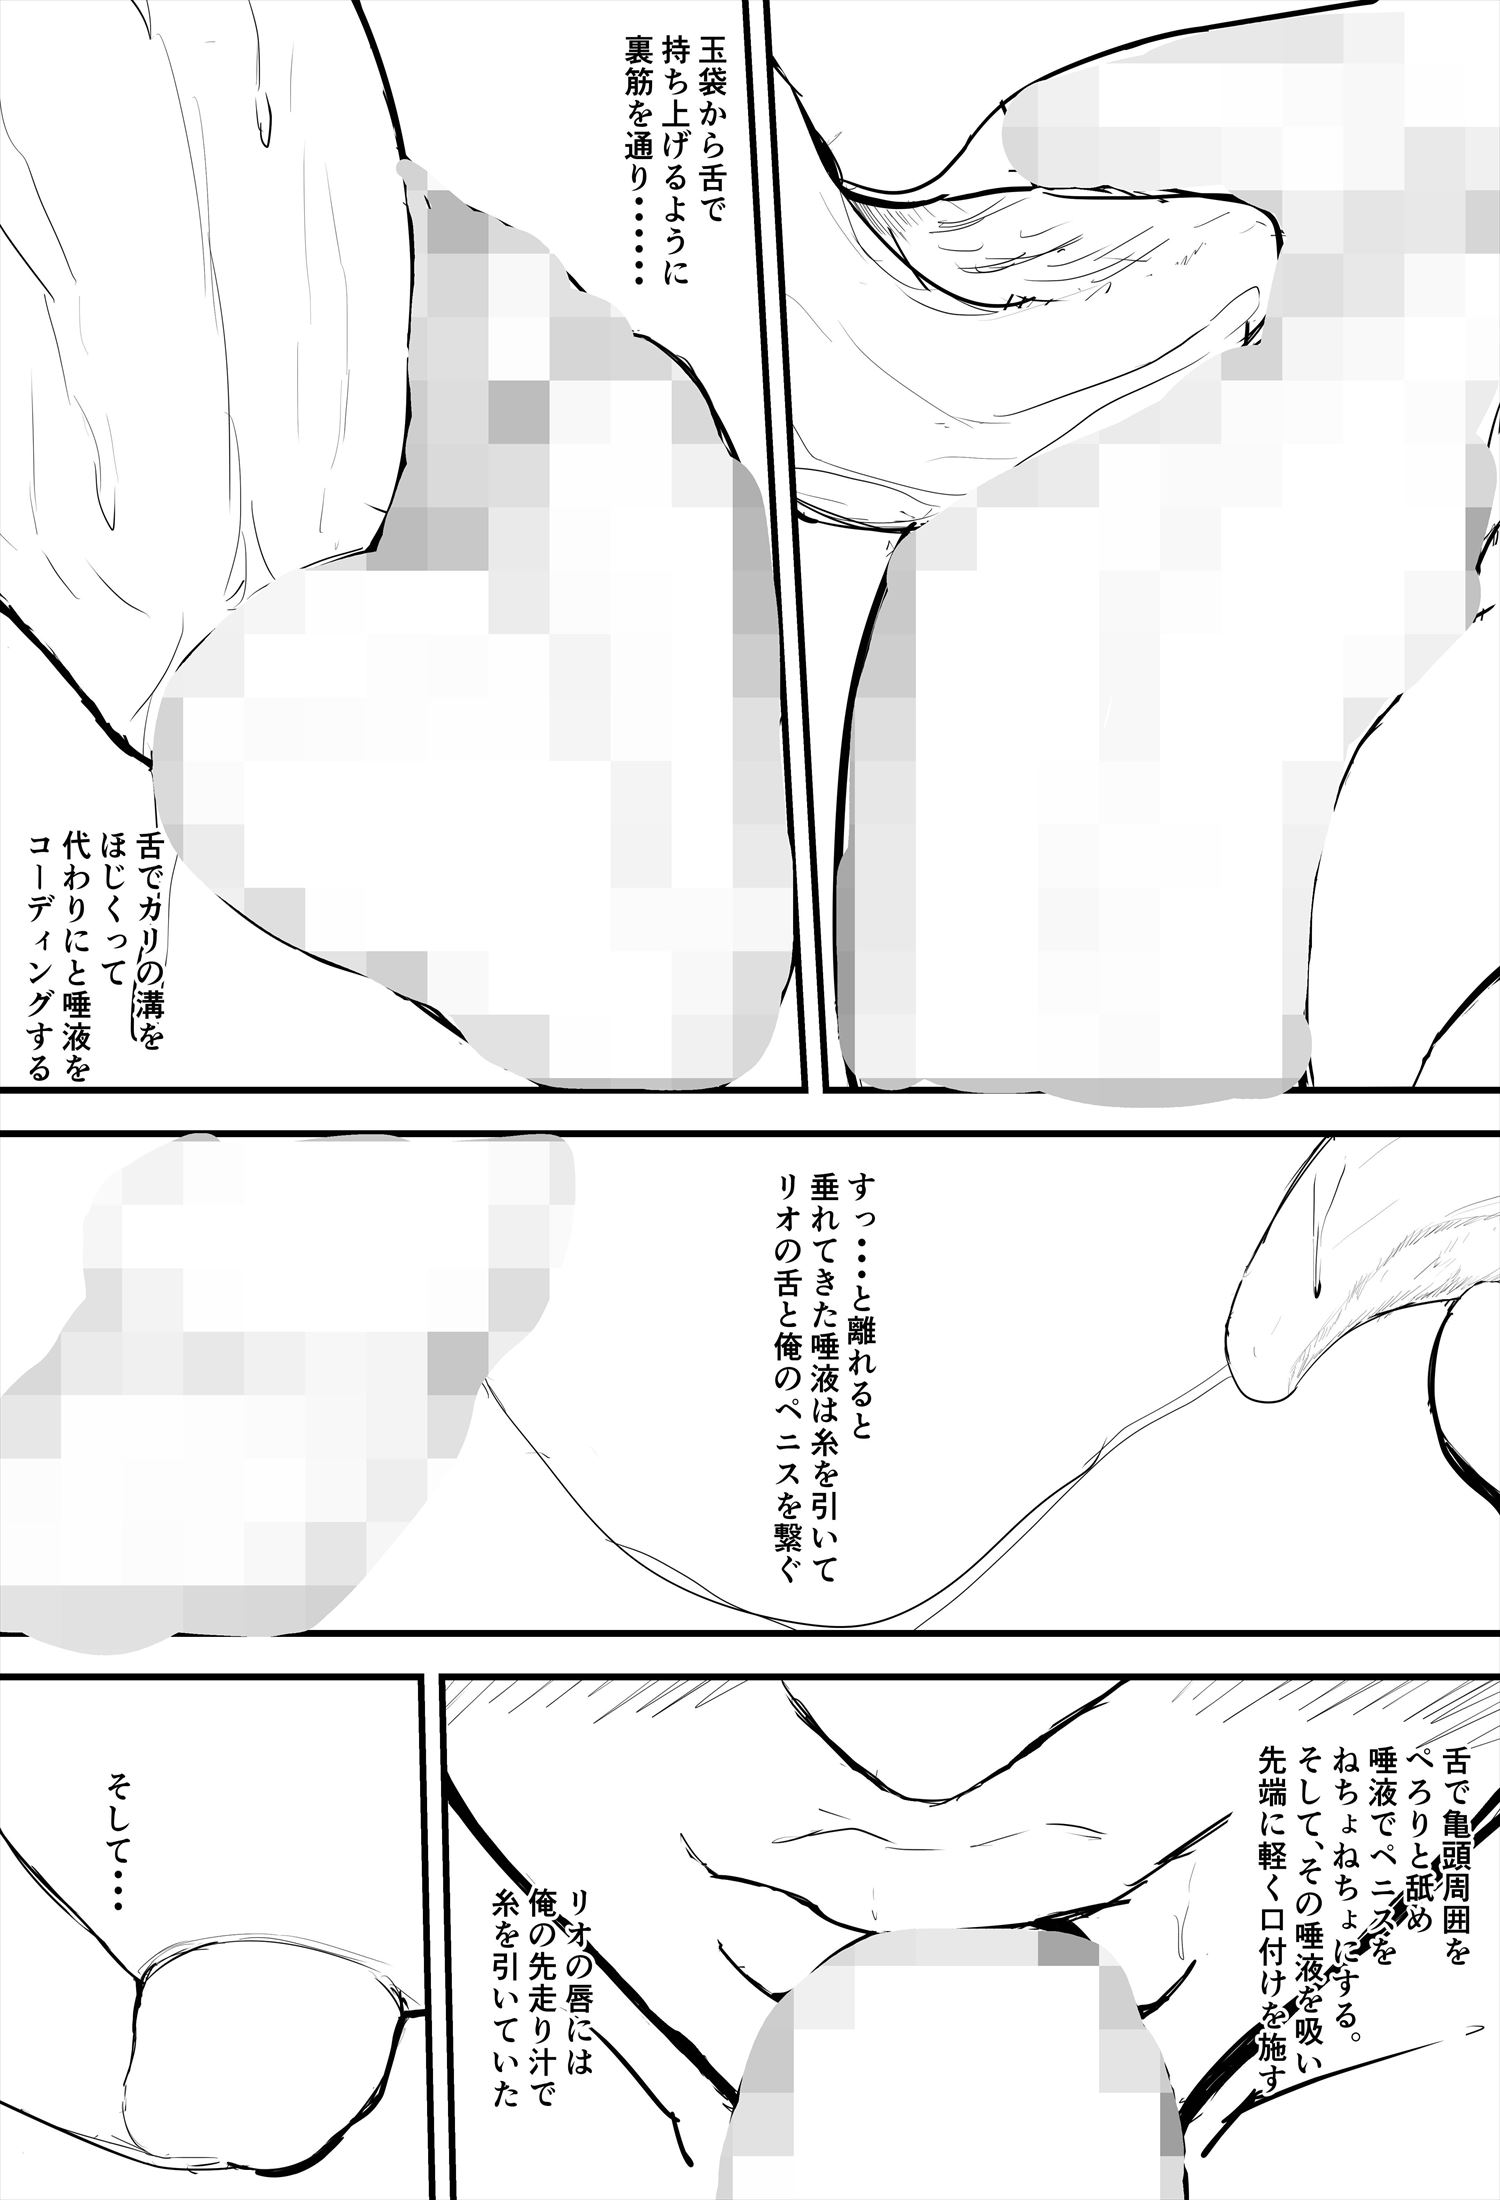 玉袋から舌で
持ち上げるように
裏筋を通り・・・・・・
舌でカリの溝を
ほじくって
代わりにと唾液を
コーディングする
すっ・・・と離れると
垂れてきた唾液は糸を引いて
リオの舌と俺のペニスを繋ぐ
舌で亀頭周囲を
ぺろりと舐め
唾液でペニスを
ねちょねちょにする。
そして、その唾液を吸い
先端に軽く口付けを施す
リオの唇には
俺の先走り汁で
糸を引いていた
そして・・・